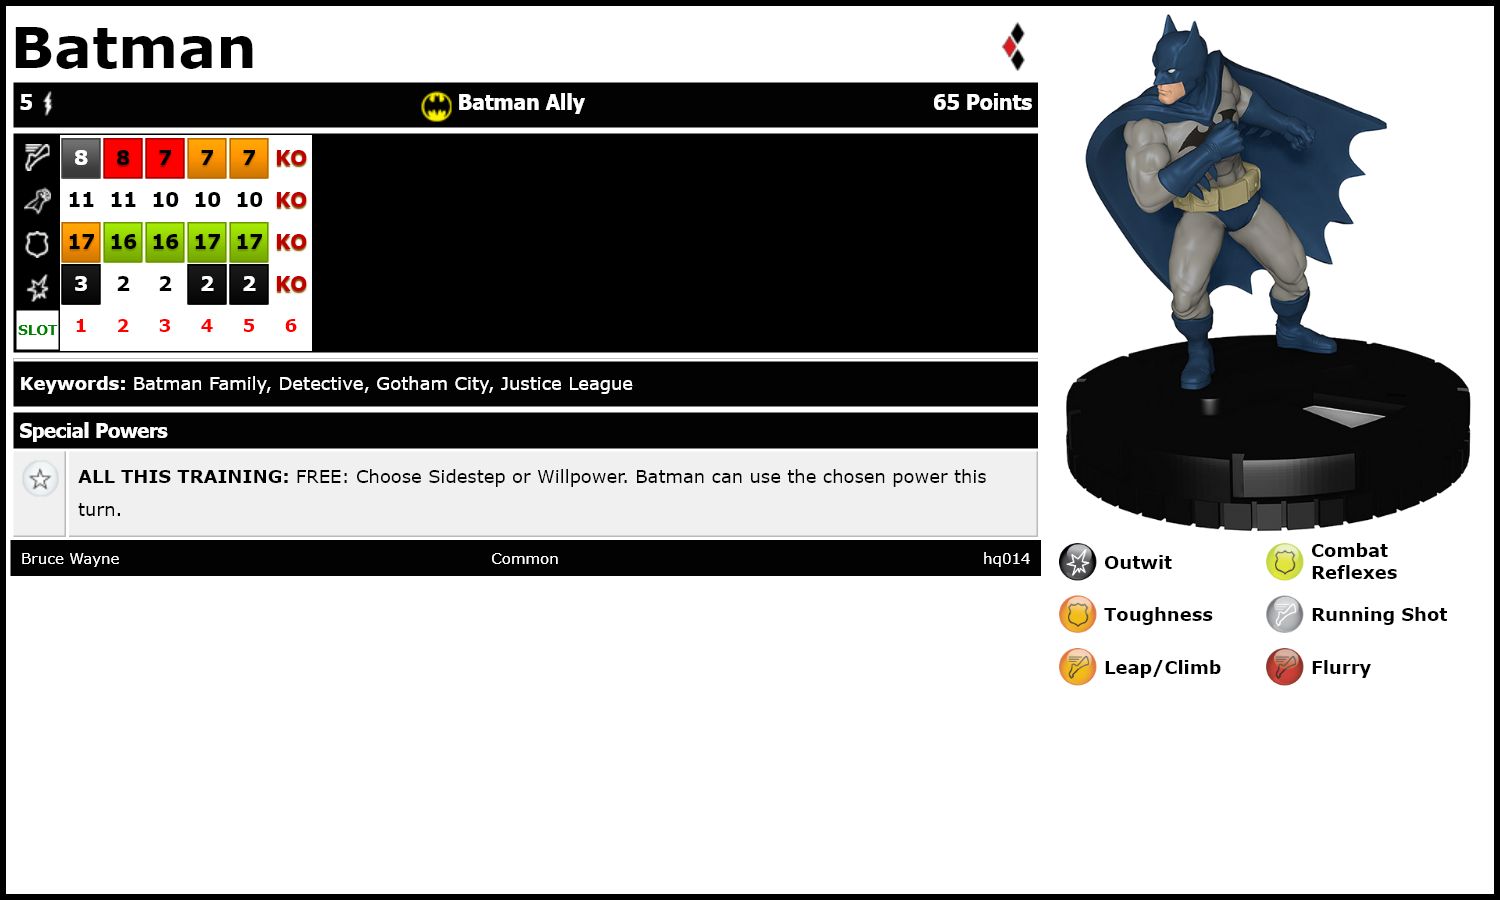 Batman
5 Batman Ally 65 Points
8 8 7 7 7 KO
11 11 10 10 10 KO
17 16 16 17 17 KO
3 2 2 2 2 KO
SLOT 1 2 3 4 5 6
Keywords: Batman Family, Detective, Gotham City, Justice League
Special Powers
ALL THIS TRAINING: FREE: Choose Sidestep or Willpower. Batman can use the chosen power this
turn.
Bruce Wayne Common hq014
Outwit Combat
Reflexes
Toughness Running Shot
Leap/Climb Flurry